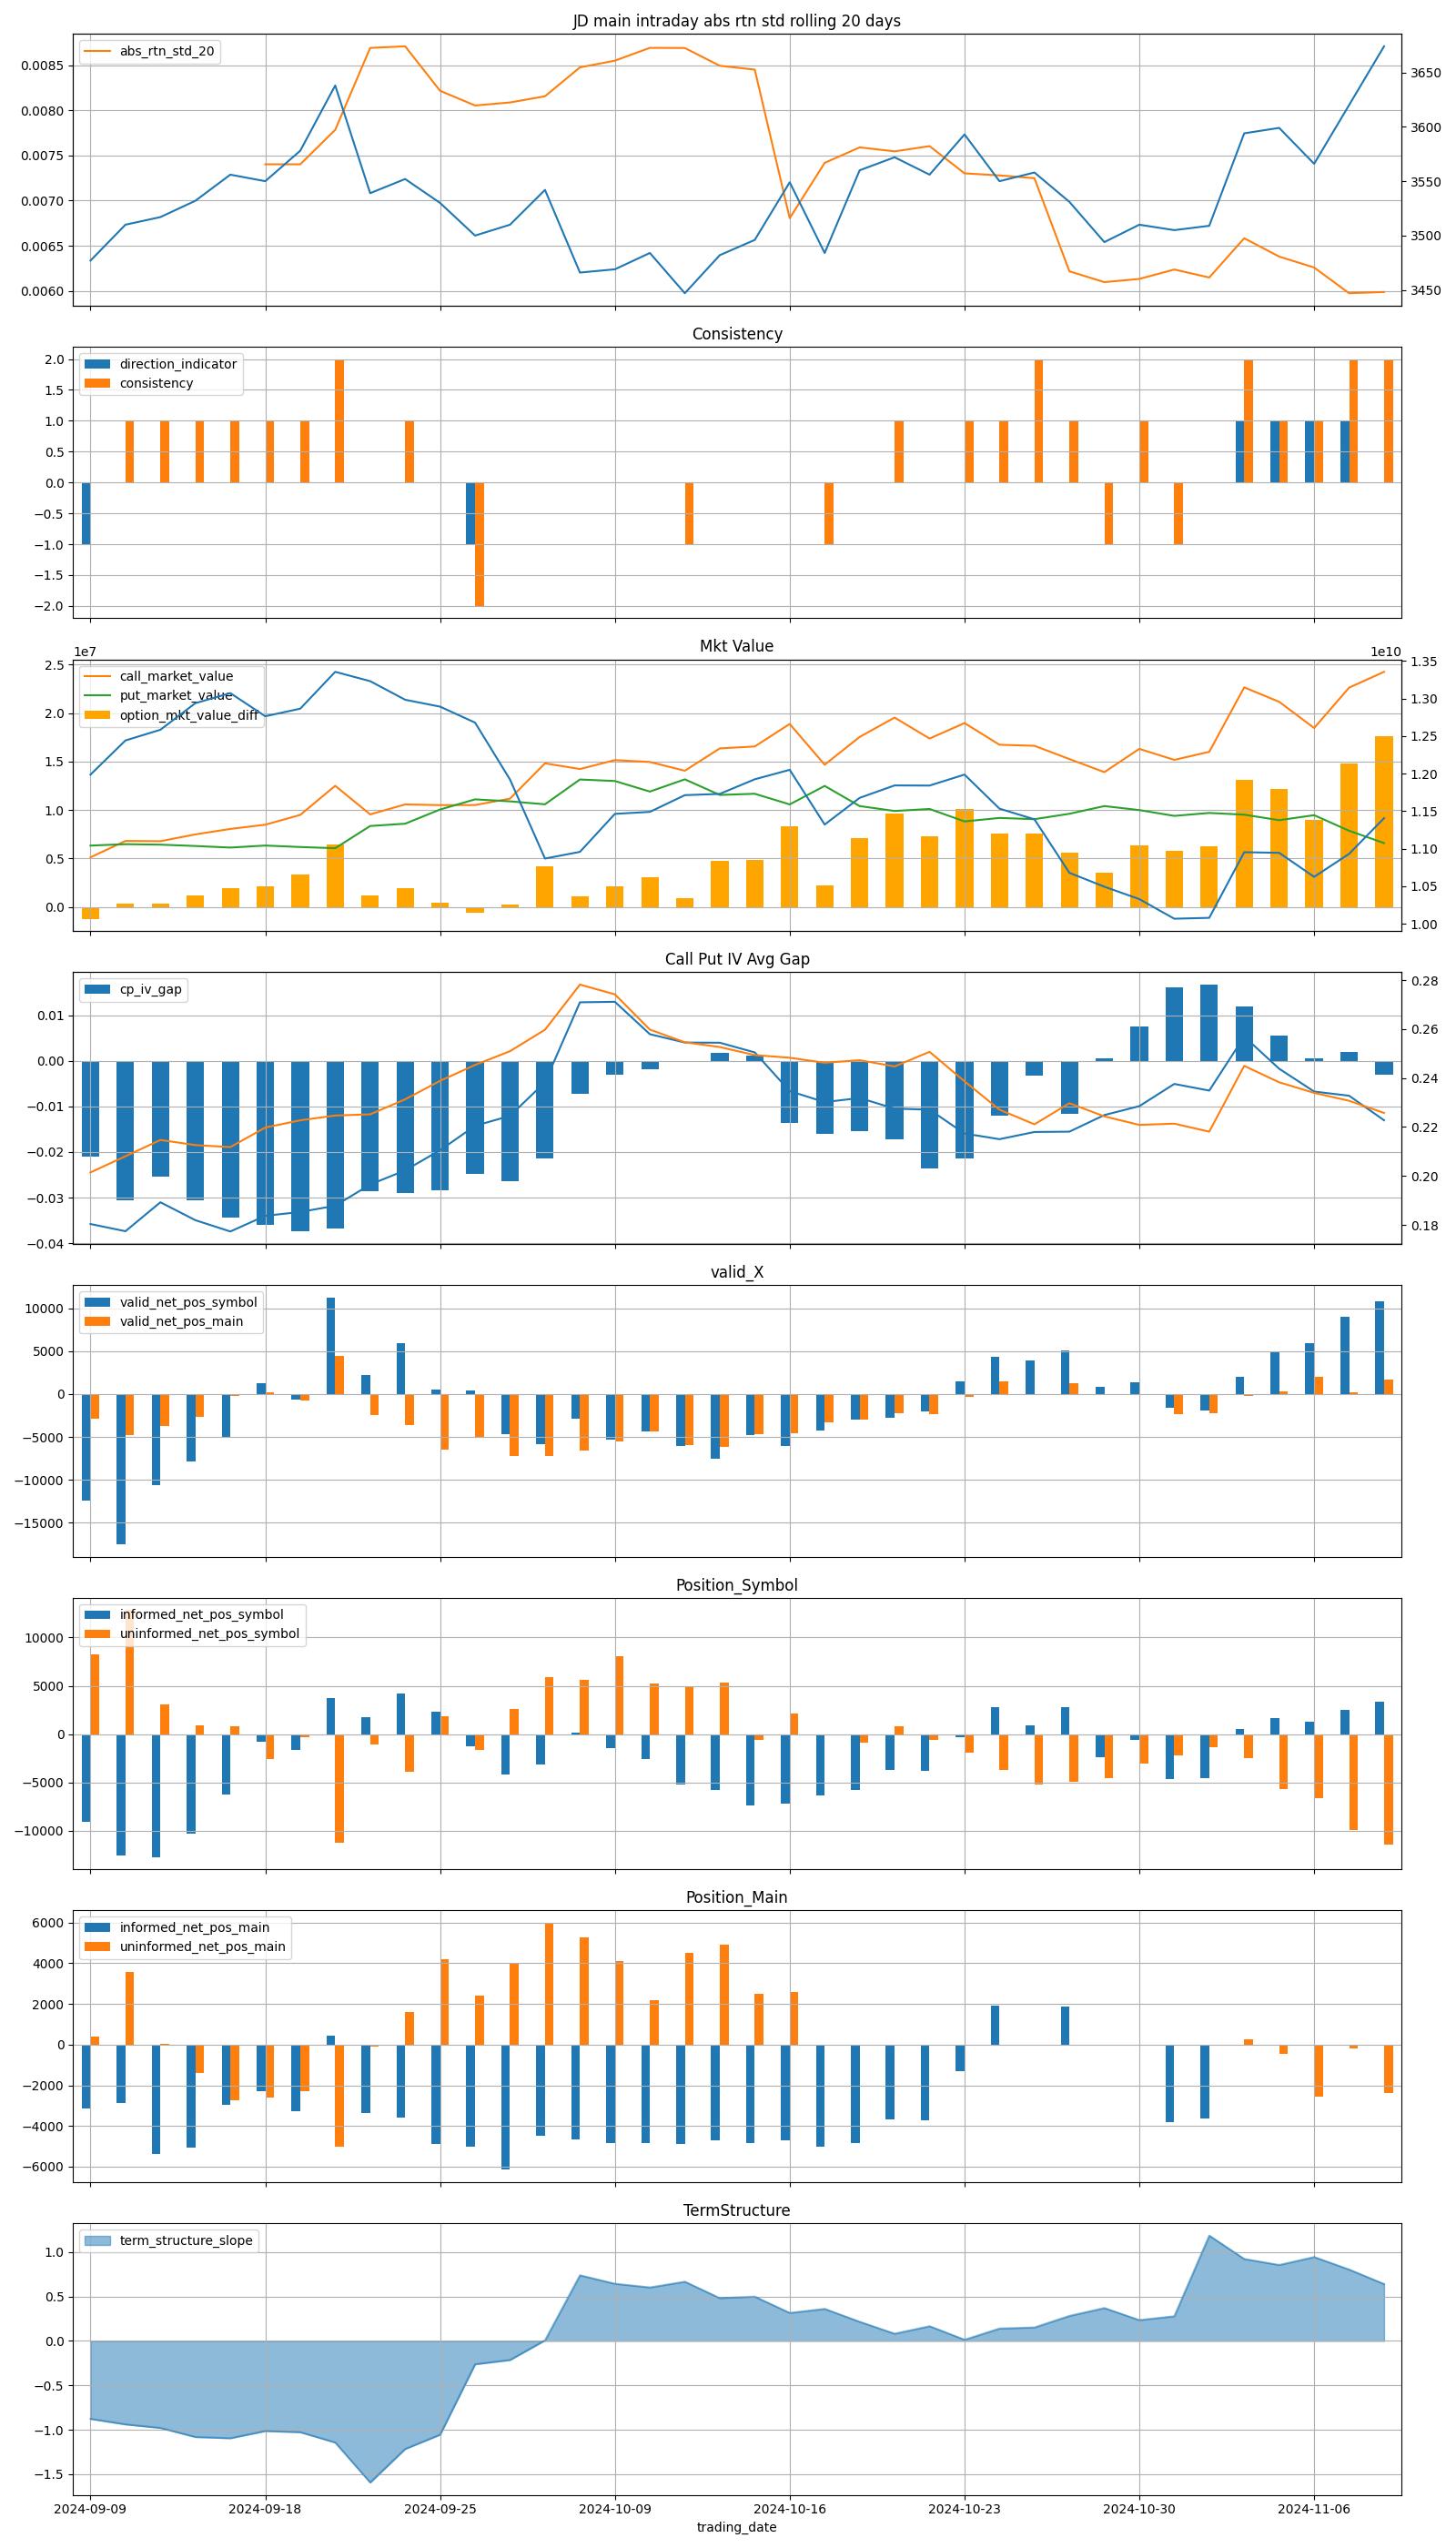 JD main intraday abs rtn std rolling 20 days
abs_rtn_std_20
0.0085
0.0080
0.0075
0.0070
0.0065
0.0060
3650
3600
3550
3500
3450
Consistency
direction_indicator
consistency
2.0
1.5
1.0
0.5
0.0
−0.5
−1.0
−1.5
−2.0
Mkt Value
1e7
1e10
call_market_value
put_market_value
option_mkt_value_diff
2.5
2.0
1.5
1.0
0.5
0.0
1.35
1.30
1.25
1.20
1.15
1.10
1.05
1.00
Call Put IV Avg Gap
cp_iv_gap
0.01
0.00
−0.01
−0.02
−0.03
−0.04
0.28
0.26
0.24
0.22
0.20
0.18
valid_X
valid_net_pos_symbol
valid_net_pos_main
10000
5000
0
−5000
−10000
−15000
Position_Symbol
informed_net_pos_symbol
uninformed_net_pos_symbol
10000
5000
0
−5000
−10000
Position_Main
informed_net_pos_main
uninformed_net_pos_main
6000
4000
2000
0
−2000
−4000
−6000
TermStructure
term_structure_slope
1.0
0.5
0.0
−0.5
−1.0
−1.5
2024-09-09 2024-09-18 2024-09-25 2024-10-09 2024-10-16 2024-10-23 2024-10-30 2024-11-06
trading_date